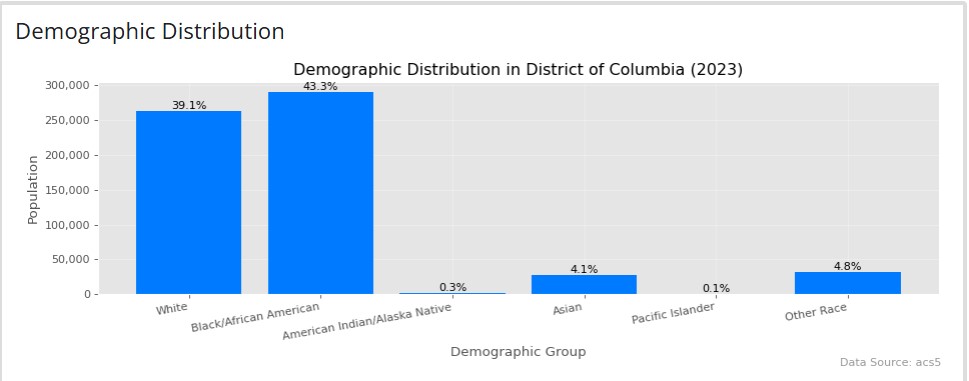 Demographic Distribution
Demographic Distribution in District of Columbia (2023)
300,000
250,000
200,000
150,000
100,000
50,000
0
Population
39.1%
43.3%
0.3%
4.1%
0.1%
4.8%
White
Black/African American
American Indian/Alaska Native
Asian
Pacific Islander
Other Race
Demographic Group
Data Source: acs5